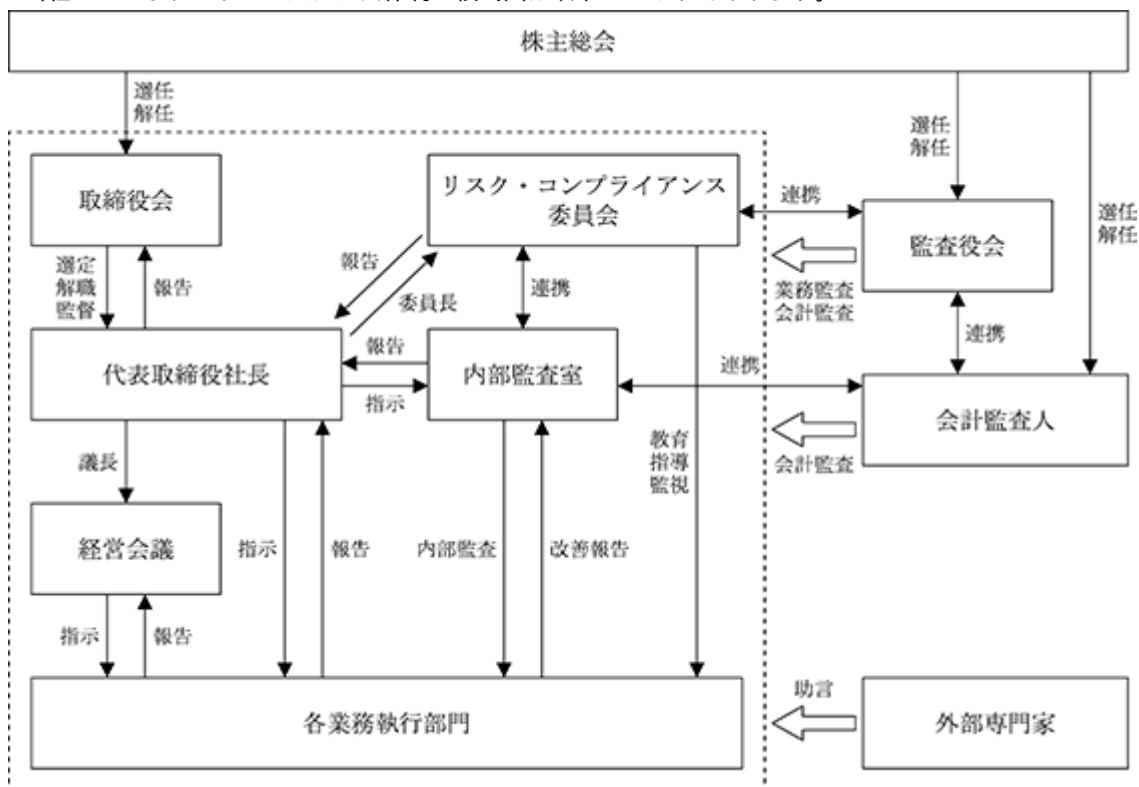 株主総会
選任
解任
選任
解任
選任
解任
取締役会
リスク・コンプライアンス
委員会
連携
監査役会
選定
解職
監督
報告
報告
委員長
連携
業務監査
会計監査
連携
代表取締役社長
報告
指示
内部監査室
連携
会計監査人
会計監査
議長
教育
指導
監視
経営会議
指示
報告
内部監査
改善報告
指示
報告
各業務執行部門
助言
外部専門家